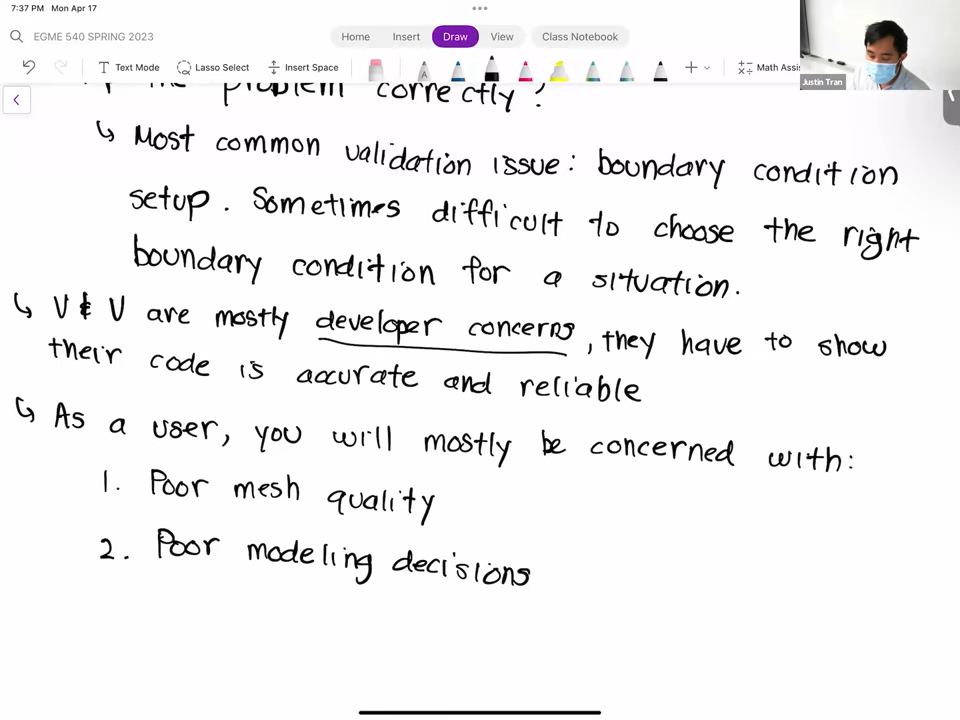 7:37 PM Mon Apr 17
EGME 540 SPRING 2023
Home Insert Draw View Class Notebook
Text Mode Lasso Select Insert Space Math Assis
Justin Tran
the problem correctly?
↳ Most common validation issue: boundary condition
setup. Sometimes difficult to choose the right
boundary condition for a situation.
↳ V & V are mostly developer concerns, they have to show
their code is accurate and reliable
↳ As a user, you will mostly be concerned with:
1. Poor mesh quality
2. Poor modeling decisions